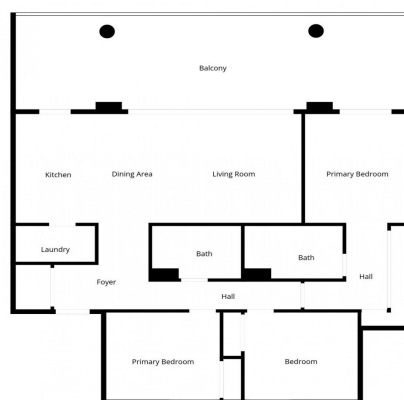 Balcony
Kitchen
Dining Area
Living Room
Primary Bedroom
Laundry
Bath
Bath
Hall
Foyer
Hall
Primary Bedroom
Bedroom